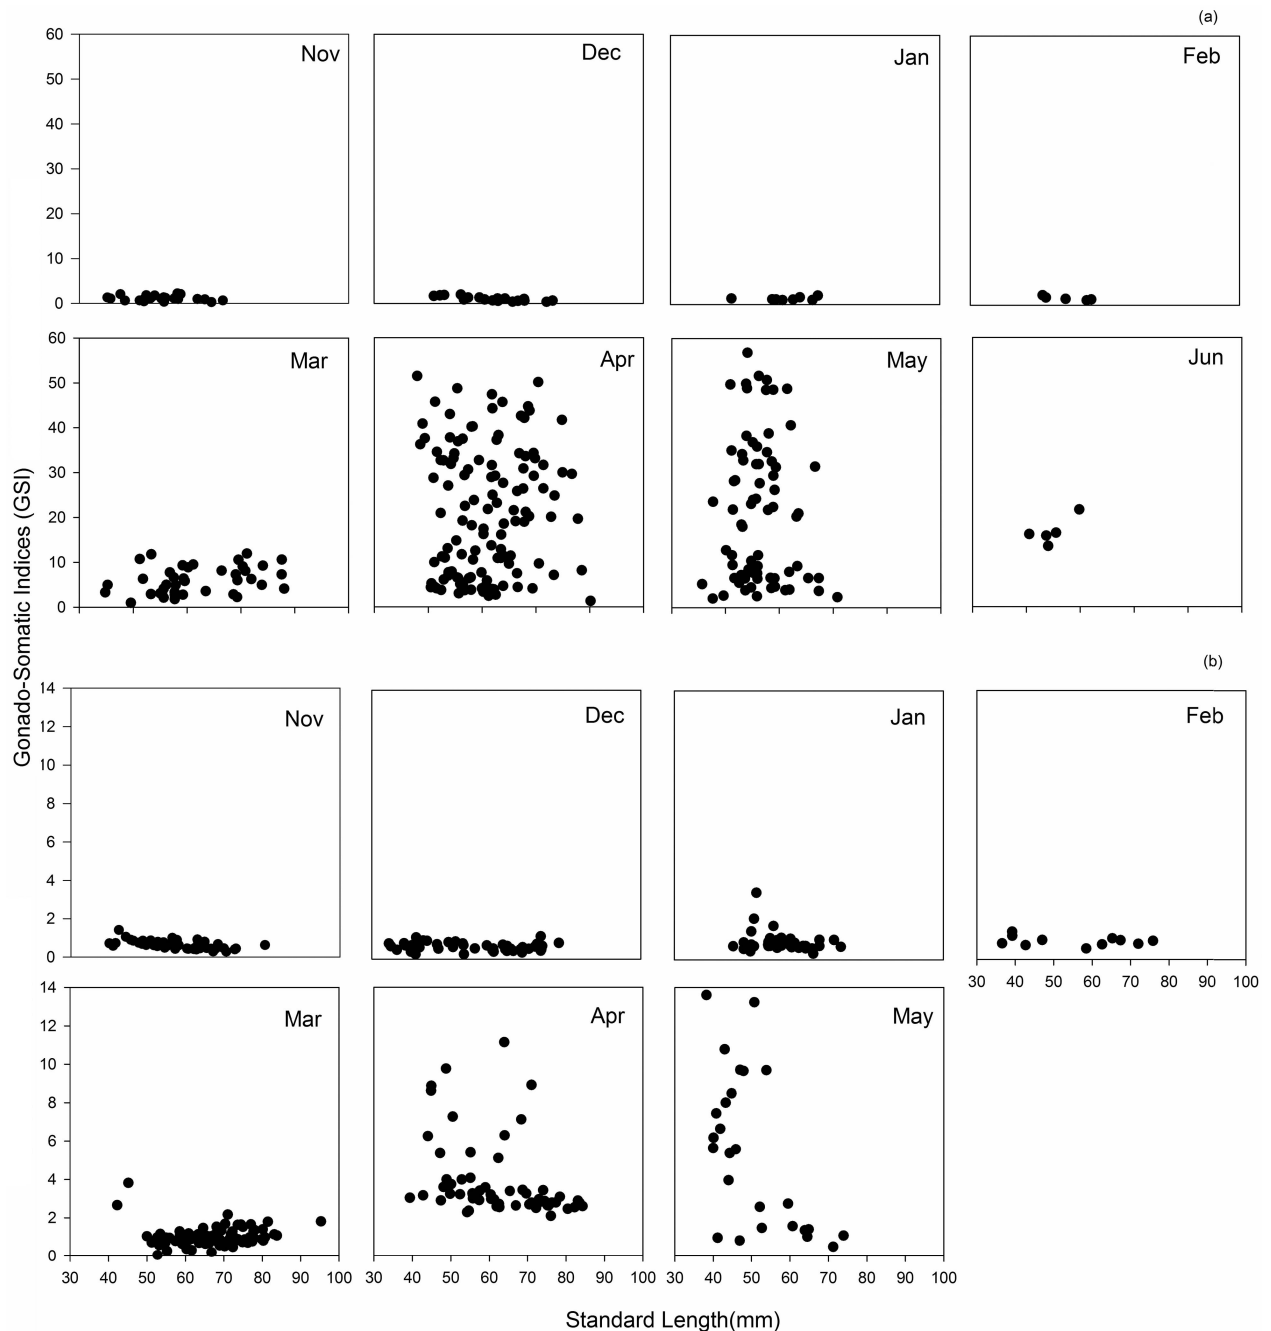 (a)
Nov
Dec
Jan
Feb
60
50
40
30
20
10
0
Mar
Apr
May
Jun
60
50
40
30
20
10
0
Gonado-Somatic Indices (GSI)
(b)
Nov
Dec
Jan
Feb
14
12
10
8
6
4
2
0
30 40 50 60 70 80 90 100
Mar
Apr
May
14
12
10
8
6
4
2
0
30 40 50 60 70 80 90 100 30 40 50 60 70 80 90 100 30 40 50 60 70 80 90 100
Standard Length(mm)